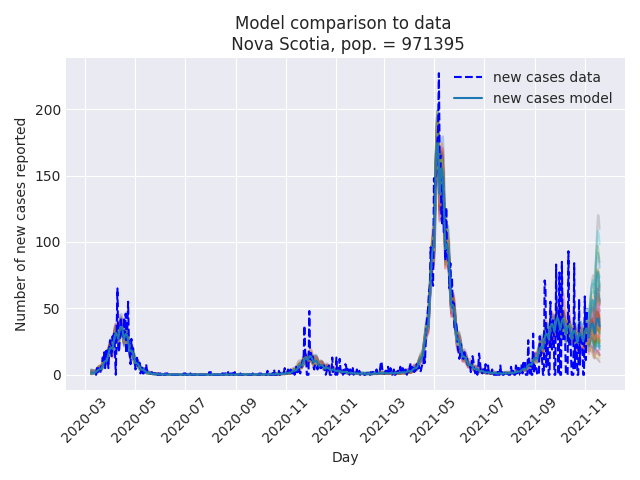 Model comparison to data
Nova Scotia, pop. = 971395
new cases data
new cases model
Number of new cases reported
200
150
100
50
0
2020-03
2020-05
2020-07
2020-09
2020-11
2021-01
2021-03
2021-05
2021-07
2021-09
2021-11
Day